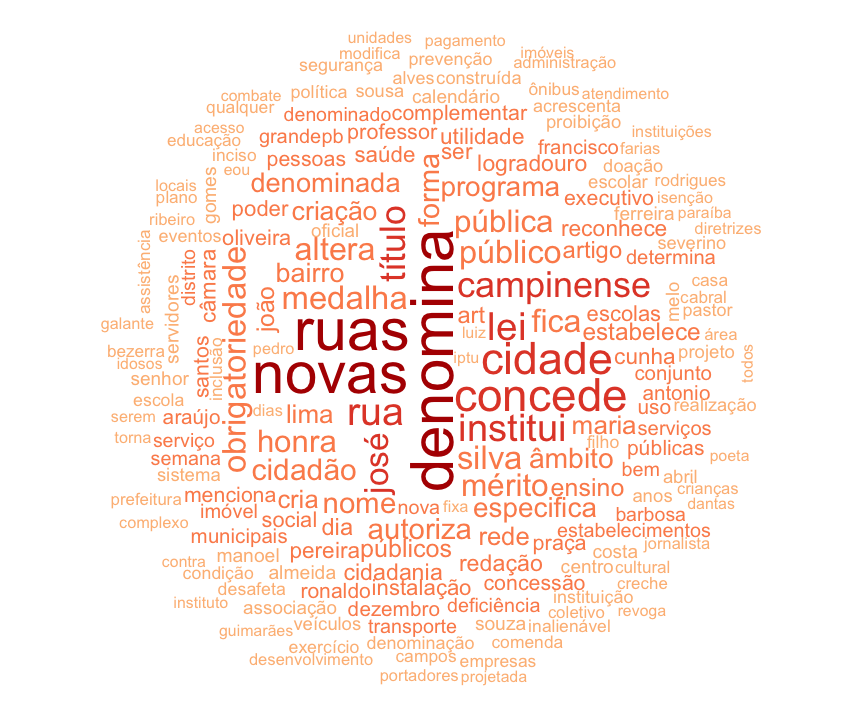 unidades
pagamento
modifica
imóveis
segurança
prevenção
administração
alves
construída
combate
política
sousa
calendário
ônibus
atendimento
qualquer
denominado
complementar
acrescenta
acesso
grandepb
professor
utilidade
proibição
instituições
educação
inciso
eou
pessoas
saúde
ser
francisco
farias
logradouro
doação
locais
plano
gomes
denominada
forma
programa
escolar
rodrigues
executivo
isenção
ribeiro
poder
criação
título
pública
ferreira
paraíba
reconhece
diretrizes
eventos
oliveira
oficial
altera
denomina
público
artigo
severino
determina
assistência
servidores
distrito
câmara
obrigatoriedade
bairro
campinense
casa
melo
cabral
pastor
joão
medalha
art
lei
fica
escolas
galante
ruas
luiz
estabelece
área
bezerra
idosos
santos
inclusão
pedro
novas
iptu
cidade
cunha
projeto
todos
senhor
conjunto
escola
concede
antonio
serem
araújo
dias
lima
rua
uso
realização
torna
serviço
honra
institui
maria
serviços
filho
semana
josé
silva
âmbito
públicas
poeta
sistema
cidadão
bem
abril
prefeitura
menciona
cria
nome
nova
fixa
mérito
ensino
anos
crianças
imóvel
especifica
barbosa
dantas
complexo
social
dia
autoriza
rede
estabelecimentos
municipais
praça
jornalista
contra
manoel
pereira
públicos
redação
costa
condição
almeida
cidadania
centro
cultural
desafeta
ronaldo
instalação
concessão
creche
instituto
associação
dezembro
deficiência
instituição
coletivo
revoga
guimarães
veículos
transporte
souza
inalienável
exercício
denominação
comenda
desenvolvimento
campos
empresas
portadores
projetada